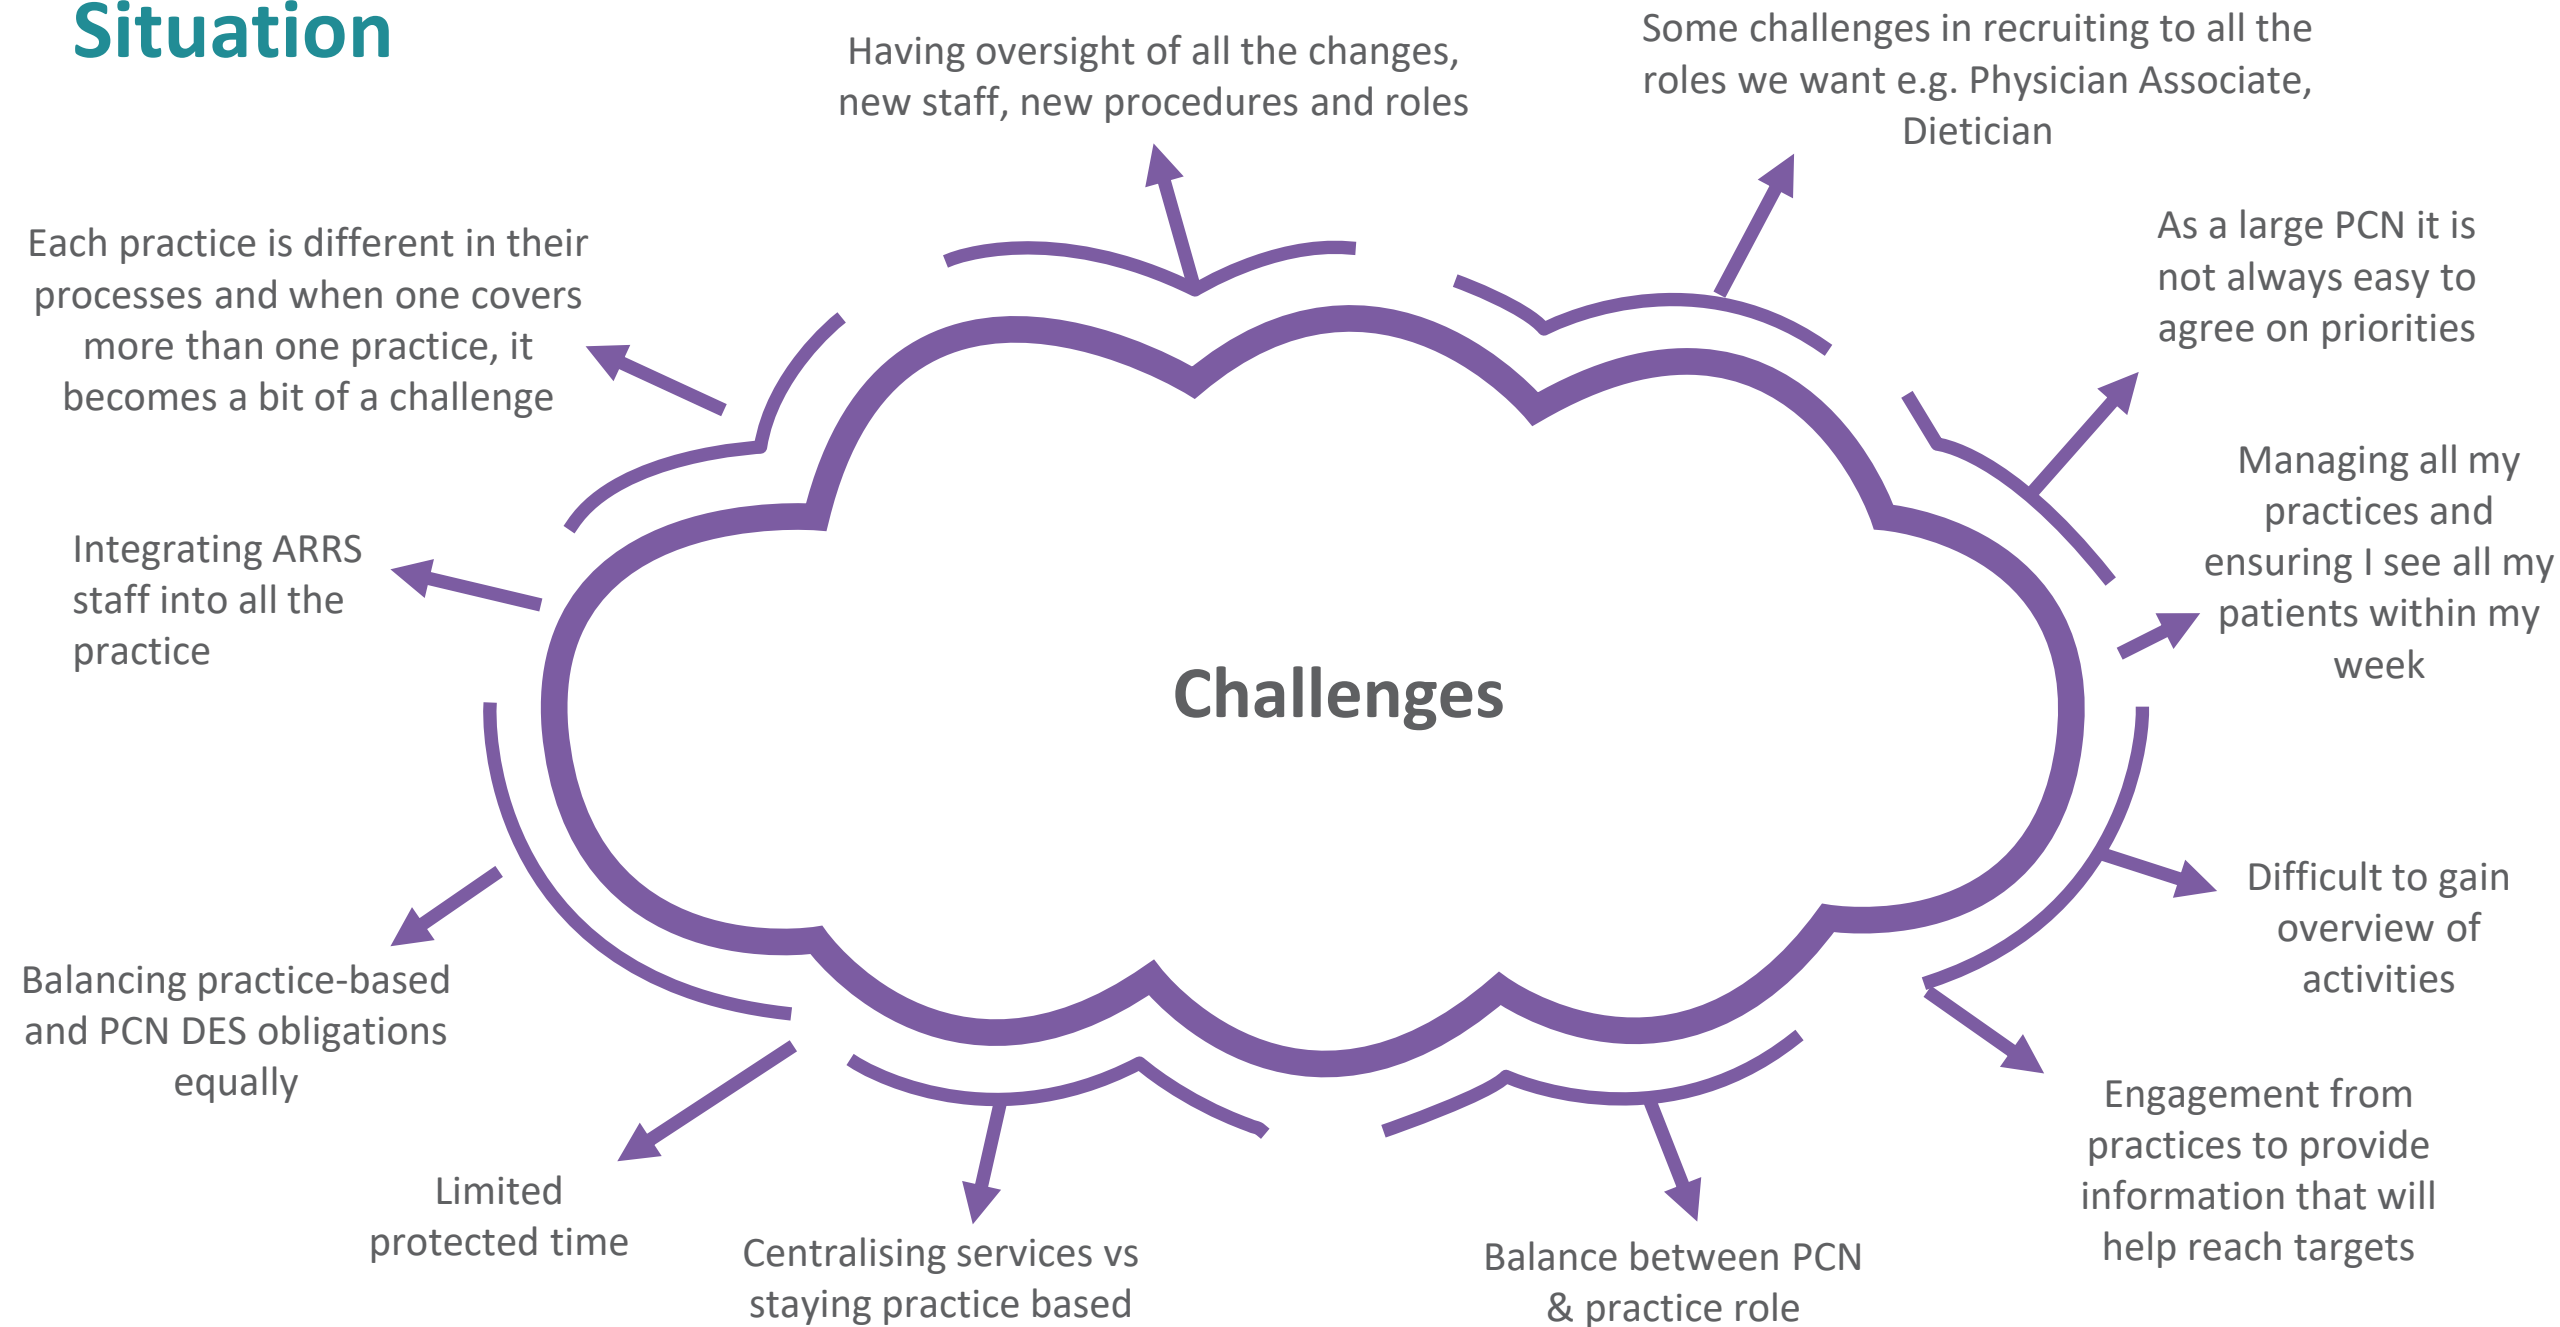 Situation
Having oversight of all the changes,
new staff, new procedures and roles
Some challenges in recruiting to all the
roles we want e.g. Physician Associate,
Dietician
As a large PCN it is
not always easy to
agree on priorities
Managing all my
practices and
ensuring I see all my
patients within my
week
Difficult to gain
overview of
activities
Engagement from
practices to provide
information that will
help reach targets
Balance between PCN
& practice role
Centralising services vs
staying practice based
Limited
protected time
Balancing practice-based
and PCN DES obligations
equally
Integrating ARRS
staff into all the
practice
Each practice is different in their
processes and when one covers
more than one practice, it
becomes a bit of a challenge
Challenges